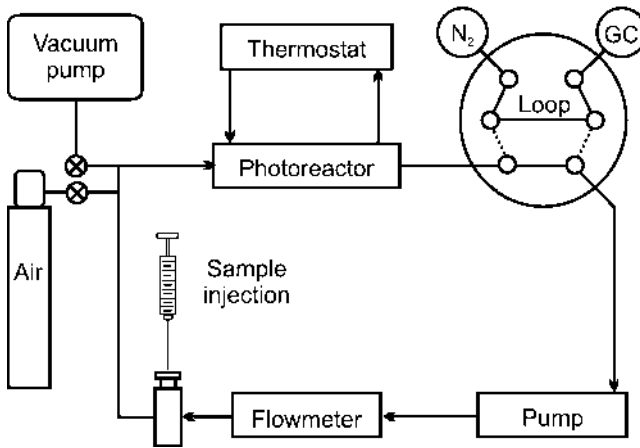 Vacuum
pump
Thermostat
N₂
GC
Loop
Photoreactor
Air
Sample
injection
Flowmeter
Pump